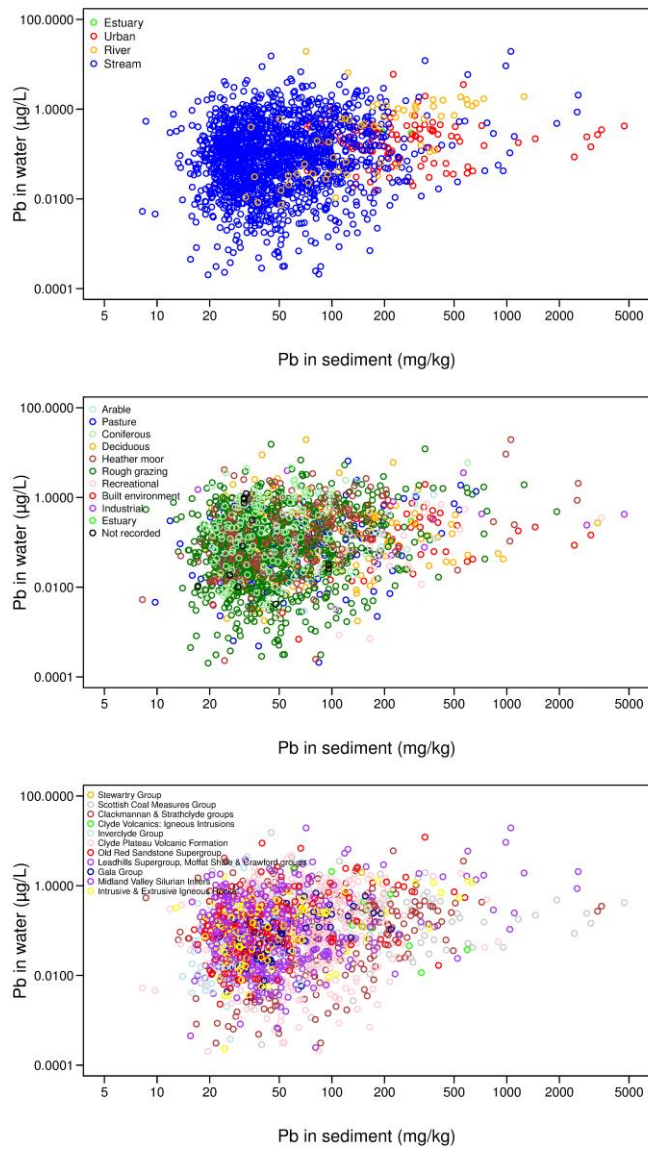 100.0000
Estuary
Urban
River
Stream
1.0000
Pb in water (µg/L)
0.0100
0.0001
5 10 20 50 100 200 500 1000 2000 5000
Pb in sediment (mg/kg)
100.0000
Arable
Pasture
Coniferous
Deciduous
Heather moor
Rough grazing
Recreational
Built environment
Industrial
Estuary
Not recorded
1.0000
Pb in water (µg/L)
0.0100
0.0001
5 10 20 50 100 200 500 1000 2000 5000
Pb in sediment (mg/kg)
100.0000
Stewartry Group
Scottish Coal Measures Group
Clackmannan & Strathclyde groups
Clyde Volcanics: Igneous Intrusions
Inverclyde Group
Clyde Plateau Volcanic Formation
Old Red Sandstone Supergroup
Leadhills Supergroup, Moffat Shale & Crawford groups
Gala Group
Midland Valley Silurian Inliers
Intrusive & Extrusive Igneous
1.0000
Pb in water (µg/L)
0.0100
0.0001
5 10 20 50 100 200 500 1000 2000 5000
Pb in sediment (mg/kg)